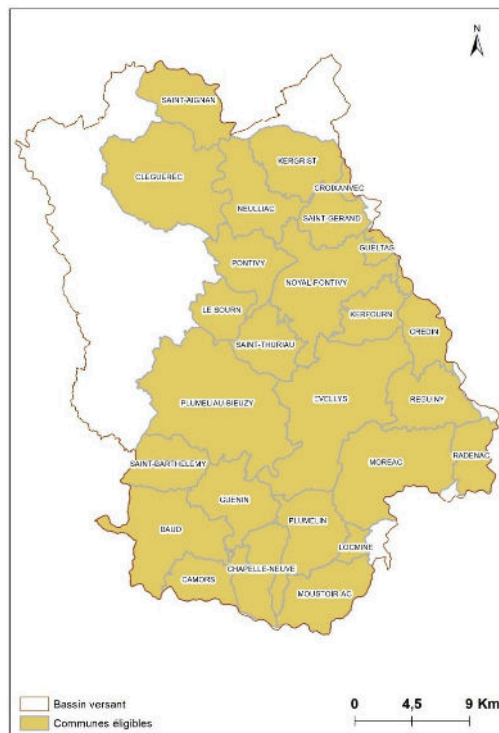 N
SAINT-AIGNAN
KERGRIST
CLEGUEREC
CROIXANVEC
NEULLIAC
SAINT-GERAND
GUELTAS
PONTIVY
NOYAL-PONTIVY
LE SOURN
KERFOURN
CREDIN
SAINT-THURIAU
PLUMELIAU-BIEUZY
EVELLYS
REGUINY
SAINT-BARTHELEMY
MOREAC
RADENAC
GUENIN
BAUD
PLUMELIN
LOCMINE
CHAPELLE-NEUVE
CAMORS
MOUSTOIR-AC
Bassin versant
Communes éligibles
0 4,5 9 Km